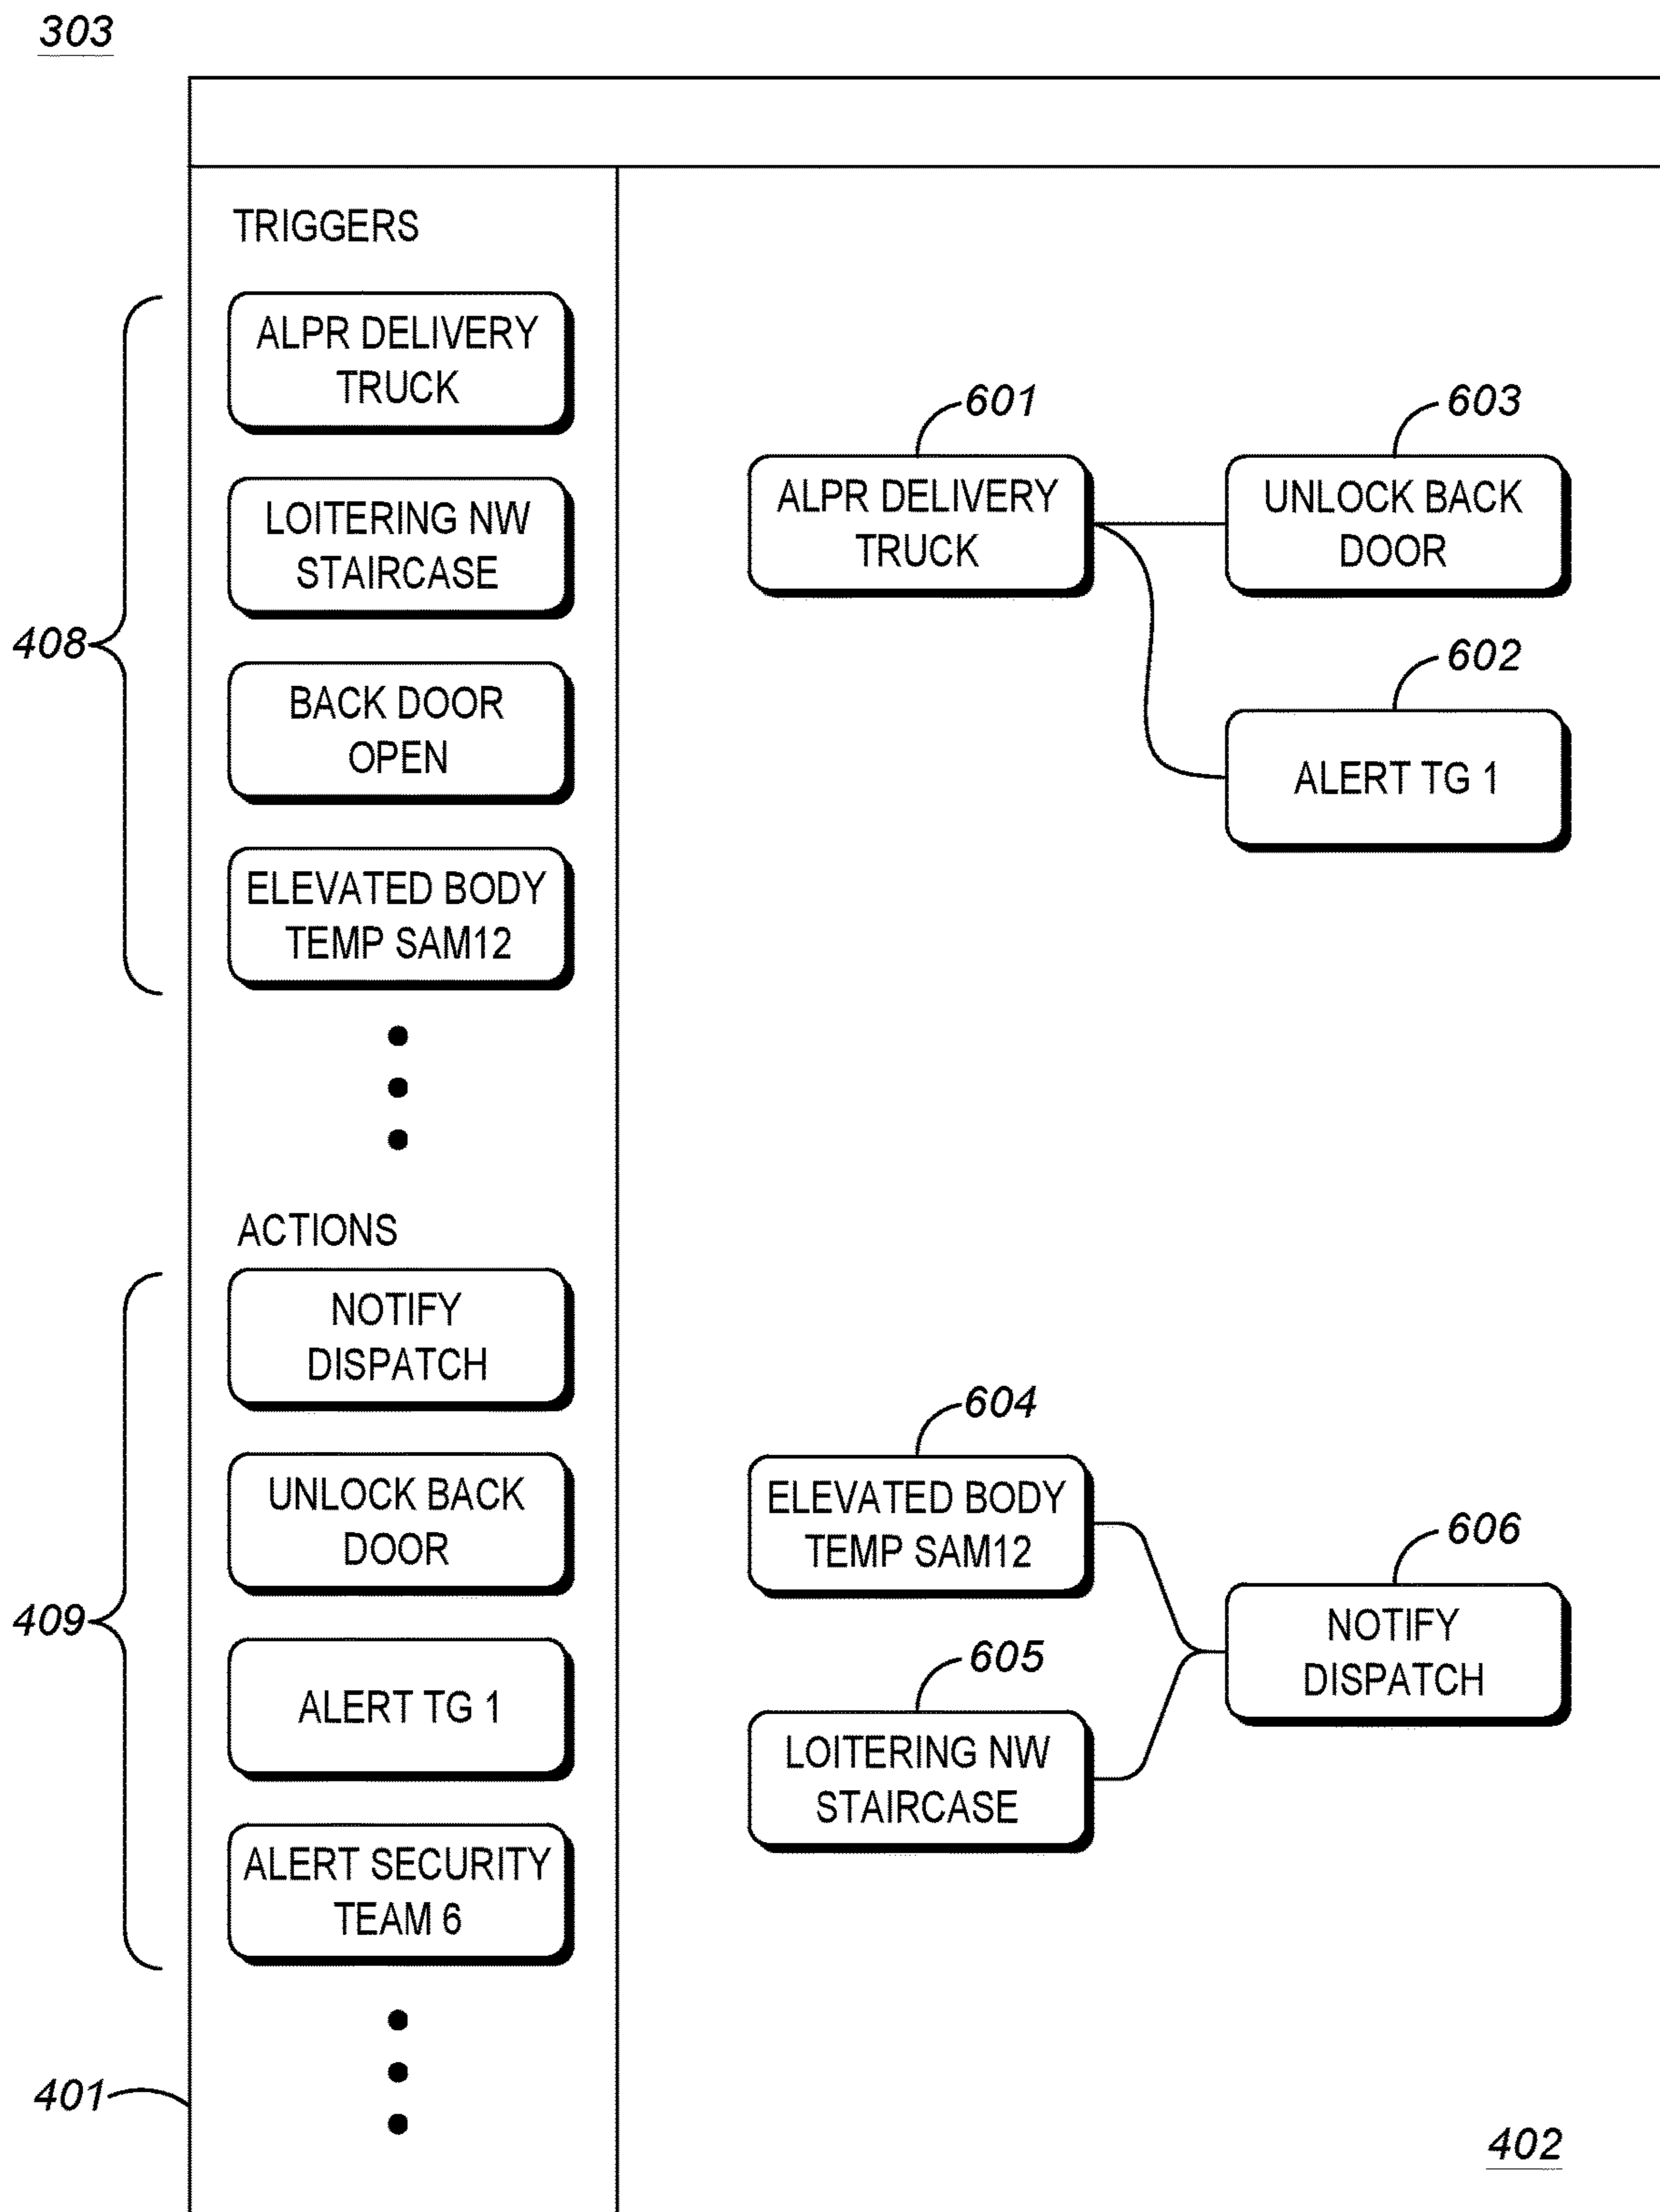 303
TRIGGERS
ALPR DELIVERY
TRUCK
LOITERING NW
STAIRCASE
408
BACK DOOR
OPEN
ELEVATED BODY
TEMP SAM12
ACTIONS
NOTIFY
DISPATCH
UNLOCK BACK
DOOR
409
ALERT TG 1
ALERT SECURITY
TEAM 6
401
601
ALPR DELIVERY
TRUCK
603
UNLOCK BACK
DOOR
602
ALERT TG 1
604
ELEVATED BODY
TEMP SAM12
605
LOITERING NW
STAIRCASE
606
NOTIFY
DISPATCH
402